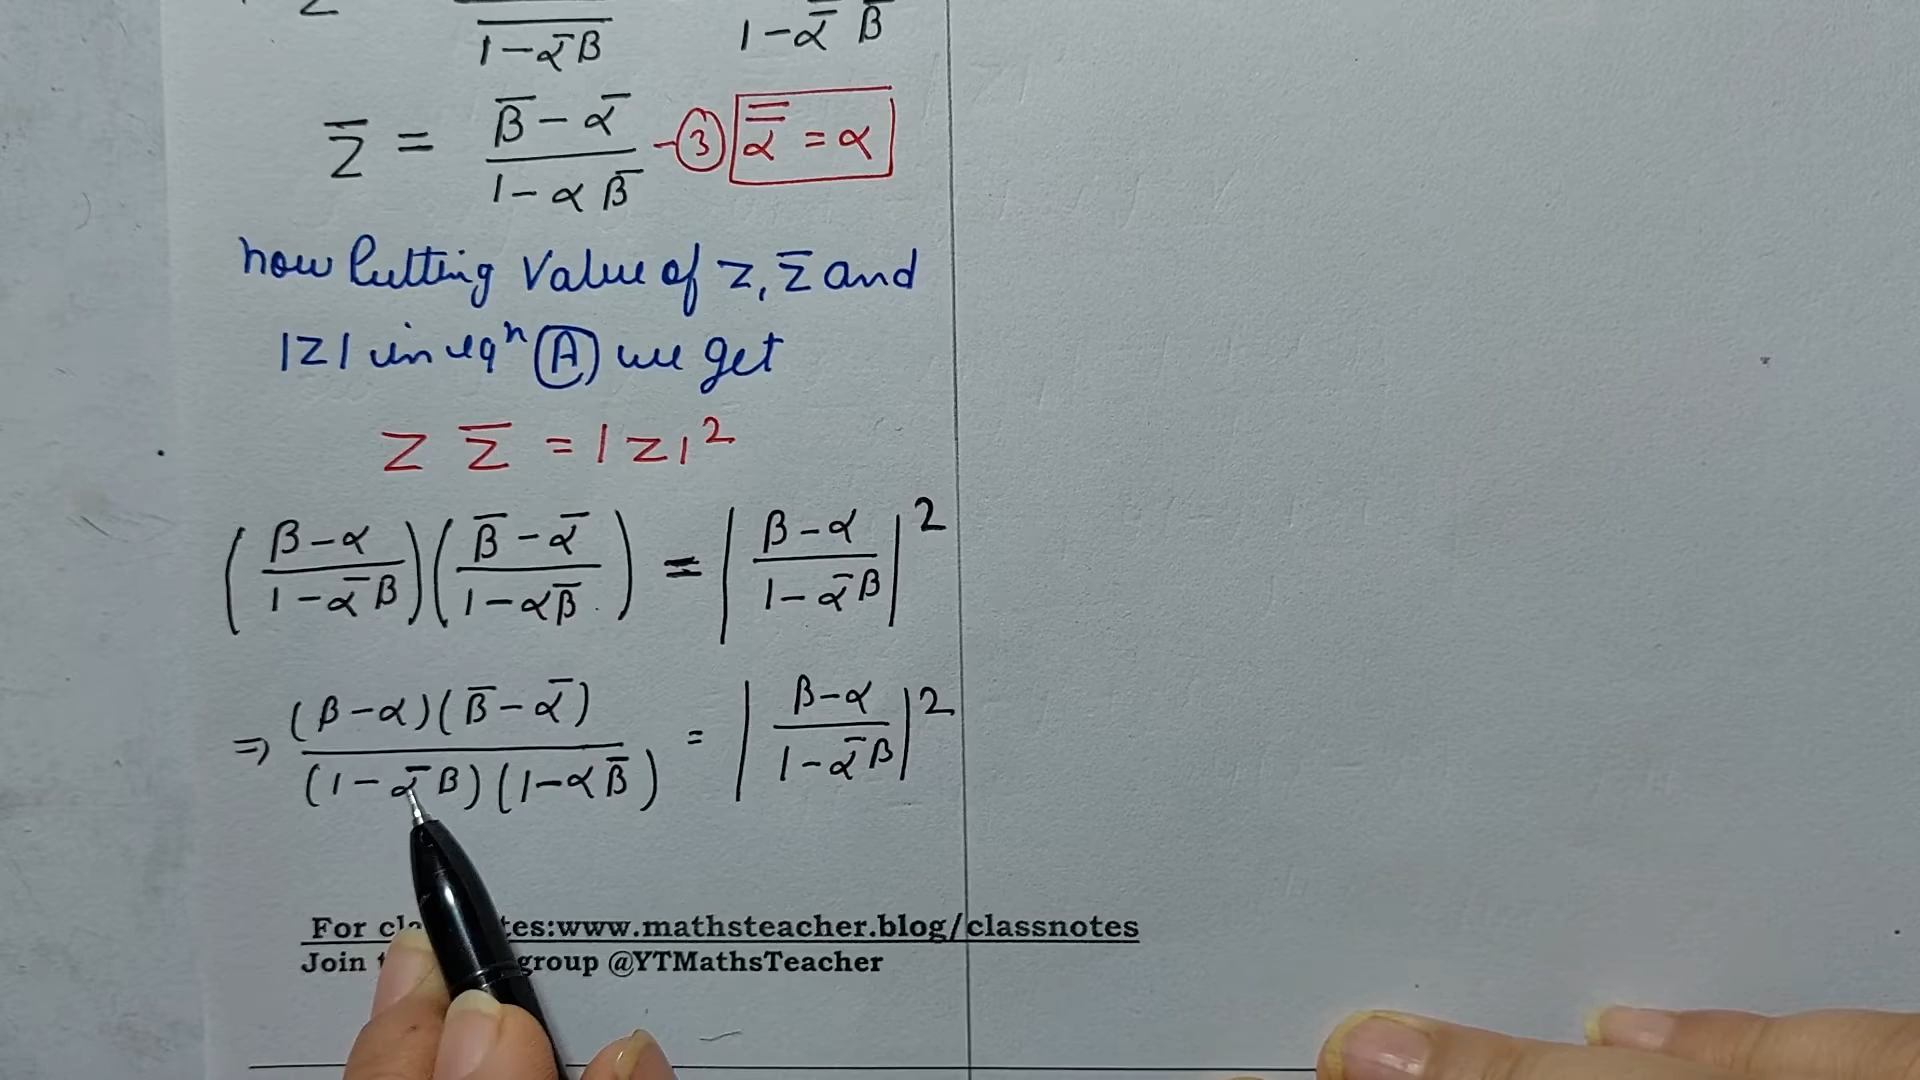 1 - ᾱβ    1 - ᾱ̄ β̄
z̄ = (β̄ - ᾱ)/(1 - αβ̄) - ③ ᾱ̄ = α
now Putting Value of z, z̄ and
|z| in eqⁿ Ⓐ we get
z z̄ = |z|²
((β - α)/(1 - ᾱβ)) ((β̄ - ᾱ)/(1 - αβ̄)) = |(β - α)/(1 - ᾱβ)|²
⇒ (β - α)(β̄ - ᾱ)/((1 - ᾱβ)(1 - αβ̄)) = |(β - α)/(1 - ᾱβ)|²
For tes:www.mathsteacher.blog/classnotes
Join group @YTMathsTeacher